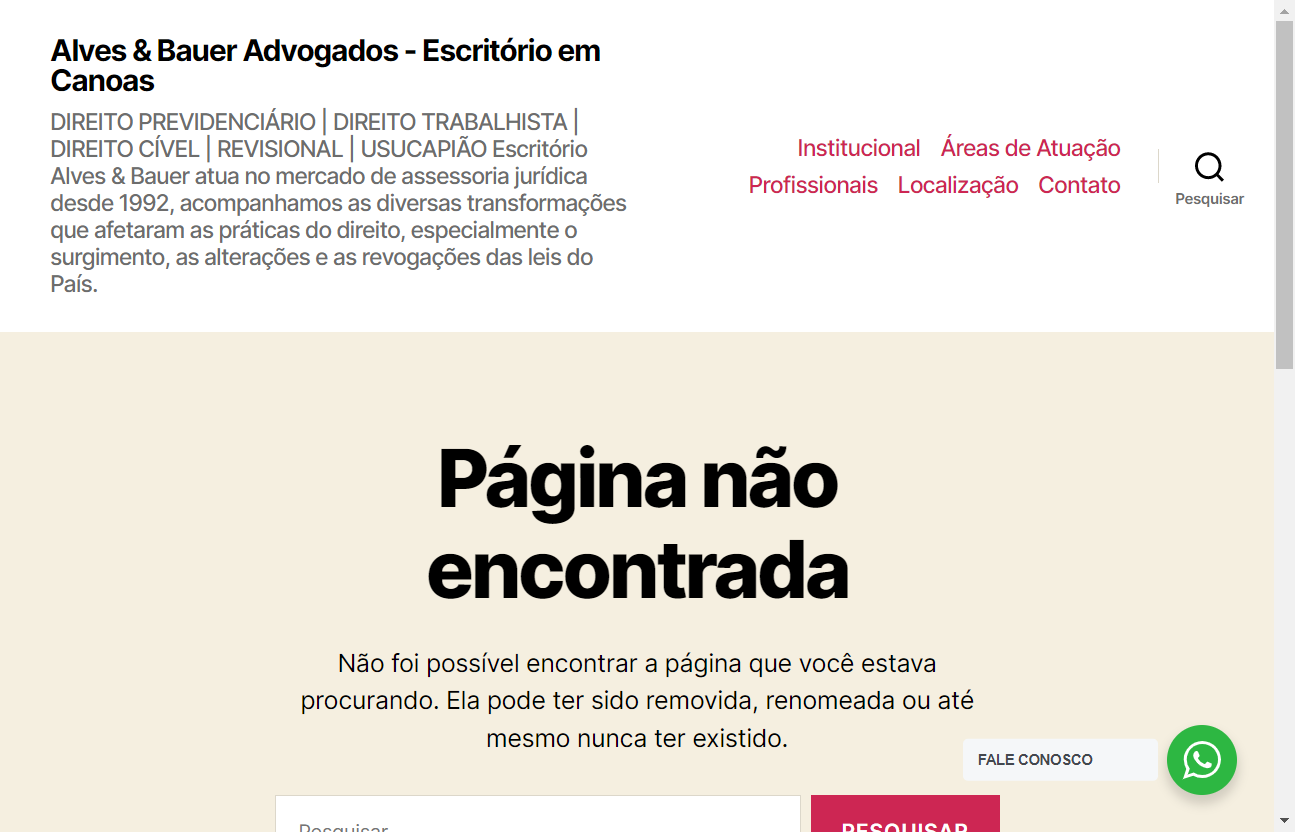 Alves & Bauer Advogados - Escritório em
Canoas
DIREITO PREVIDENCIÁRIO | DIREITO TRABALHISTA |
DIREITO CÍVEL | REVISIONAL | USUCAPIÃO Escritório
Alves & Bauer atua no mercado de assessoria jurídica
desde 1992, acompanhamos as diversas transformações
que afetaram as práticas do direito, especialmente o
surgimento, as alterações e as revogações das leis do
País.
Institucional Áreas de Atuação
Profissionais Localização Contato
Pesquisar
Página não
encontrada
Não foi possível encontrar a página que você estava
procurando. Ela pode ter sido removida, renomeada ou até
mesmo nunca ter existido.
FALE CONOSCO
Pesquisar
PESQUISAR